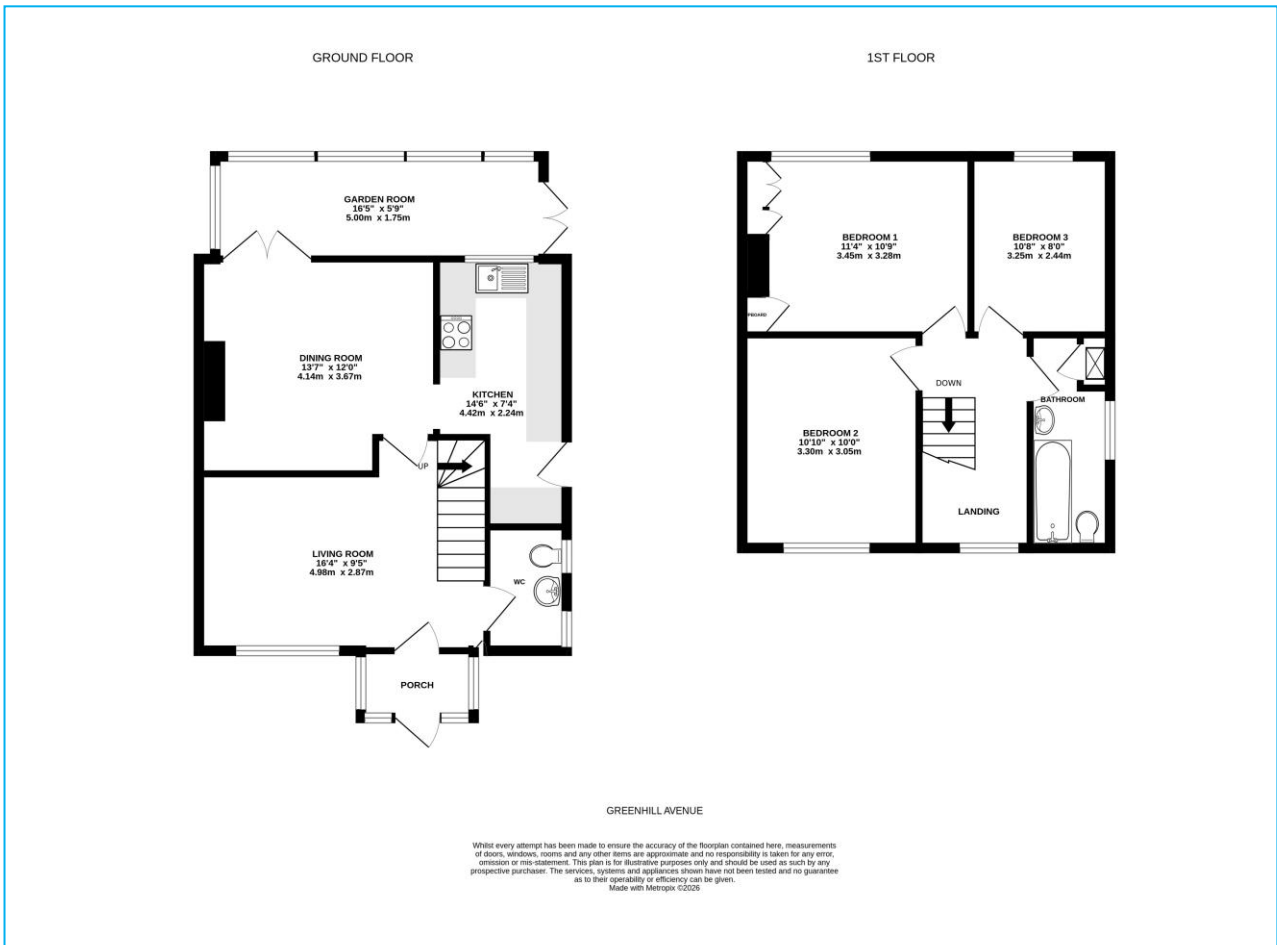 GROUND FLOOR
1ST FLOOR
GARDEN ROOM
16'5" x 5'9"
5.00m x 1.75m
DINING ROOM
13'7" x 12'0"
4.14m x 3.67m
KITCHEN
14'6" x 7'4"
4.42m x 2.24m
UP
LIVING ROOM
16'4" x 9'5"
4.98m x 2.87m
WC
PORCH
BEDROOM 1
11'4" x 10'9"
3.45m x 3.28m
BEDROOM 3
10'8" x 8'0"
3.25m x 2.44m
PBOARD
DOWN
BATHROOM
BEDROOM 2
10'10" x 10'0"
3.30m x 3.05m
LANDING
GREENHILL AVENUE
Whilst every attempt has been made to ensure the accuracy of the floorplan contained here, measurements
of doors, windows, rooms and any other items are approximate and no responsibility is taken for any error,
omission or mis-statement. This plan is for illustrative purposes only and should be used as such by any
prospective purchaser. The services, systems and appliances shown have not been tested and no guarantee
as to their operability or efficiency can be given.
Made with Metropix ©2026